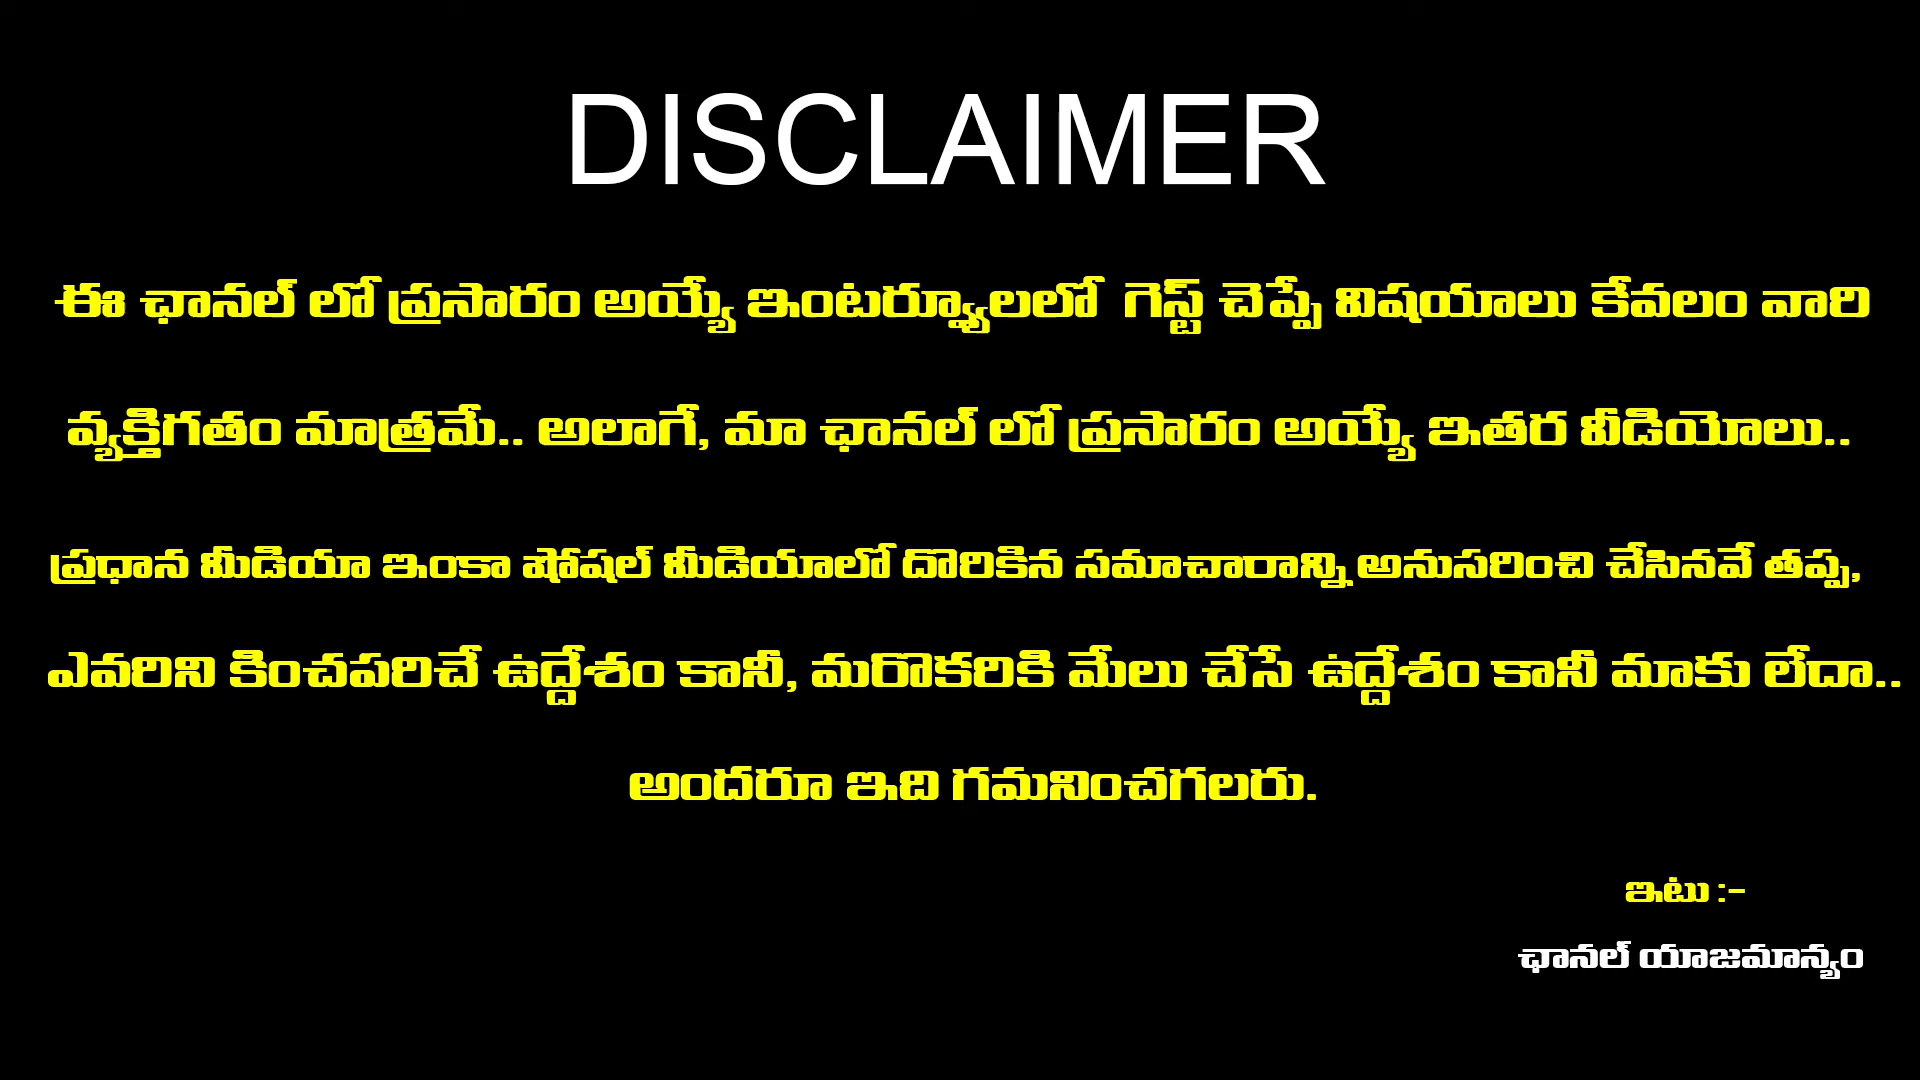 DISCLAIMER
ఈ ఛానల్ లో ప్రసారం అయ్యే ఇంటర్వ్యూలలో గెస్ట్ చెప్పే విషయాలు కేవలం వారి
వ్యక్తిగతం మాత్రమే.. అలాగే, మా ఛానల్ లో ప్రసారం అయ్యే ఇతర వీడియోలు..
ప్రధాన మీడియా ఇంకా షోషల్ మీడియాలో దొరికిన సమాచారాన్ని అనుసరించి చేసినవే తప్ప,
ఎవరిని కించపరిచే ఉద్దేశం కానీ, మరొకరికి మేలు చేసే ఉద్దేశం కానీ మాకు లేదా..
అందరూ ఇది గమనించగలరు.
ఇటు :-
ఛానల్ యాజమాన్యం